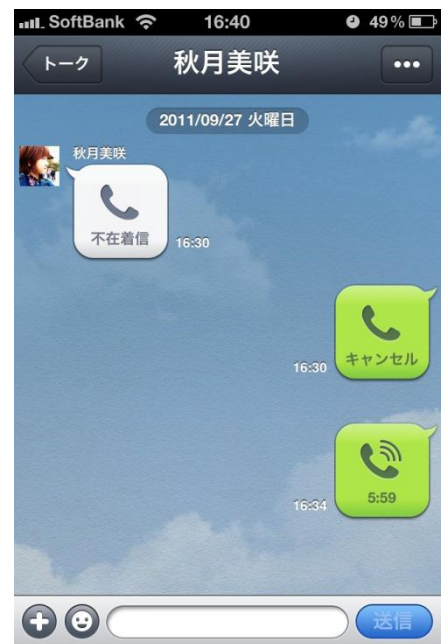 SoftBank 16:40 49%
トーク 秋月美咲
2011/09/27 火曜日
秋月美咲
不在着信
16:30
キャンセル
16:30
5:59
16:34
送信